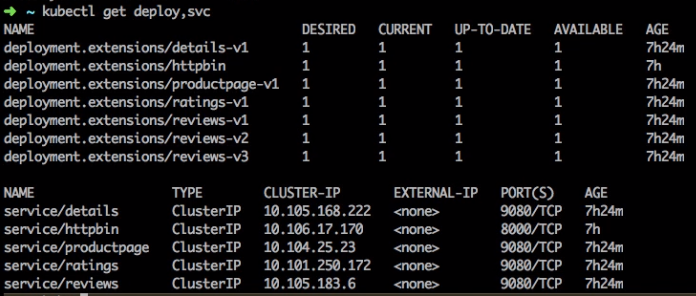 ➜ ~ kubectl get deploy,svc
NAME DESIRED CURRENT UP-TO-DATE AVAILABLE AGE
deployment.extensions/details-v1 1 1 1 1 7h24m
deployment.extensions/httpbin 1 1 1 1 7h
deployment.extensions/productpage-v1 1 1 1 1 7h24m
deployment.extensions/ratings-v1 1 1 1 1 7h24m
deployment.extensions/reviews-v1 1 1 1 1 7h24m
deployment.extensions/reviews-v2 1 1 1 1 7h24m
deployment.extensions/reviews-v3 1 1 1 1 7h24m
NAME TYPE CLUSTER-IP EXTERNAL-IP PORT(S) AGE
service/details ClusterIP 10.105.168.222 <none> 9080/TCP 7h24m
service/httpbin ClusterIP 10.106.17.170 <none> 8000/TCP 7h
service/productpage ClusterIP 10.104.25.23 <none> 9080/TCP 7h24m
service/ratings ClusterIP 10.101.250.172 <none> 9080/TCP 7h24m
service/reviews ClusterIP 10.105.183.6 <none> 9080/TCP 7h24m